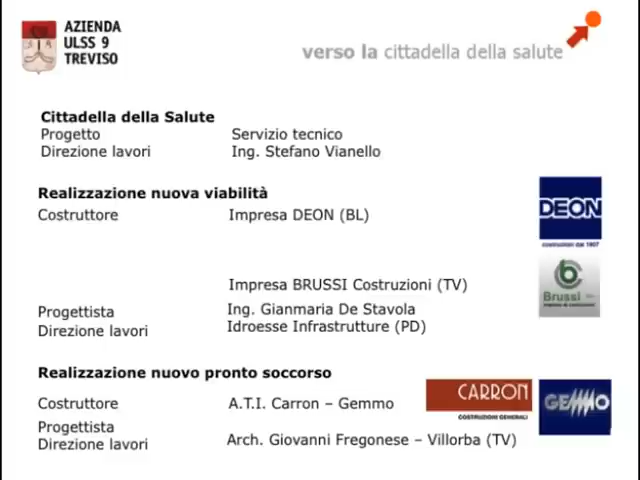 AZIENDA
ULSS 9
TREVISO
verso la cittadella della salute
Cittadella della Salute
Progetto Servizio tecnico
Direzione lavori Ing. Stefano Vianello
Realizzazione nuova viabilità
Costruttore Impresa DEON (BL)
DEON
costruzioni dal 1907
Impresa BRUSSI Costruzioni (TV)
Brussi
Progettista Ing. Gianmaria De Stavola
Direzione lavori Idroesse Infrastrutture (PD)
Realizzazione nuovo pronto soccorso
CARRON
COSTRUZIONI GENERALI
GEMMO
Costruttore A.T.I. Carron – Gemmo
Progettista
Direzione lavori Arch. Giovanni Fregonese – Villorba (TV)